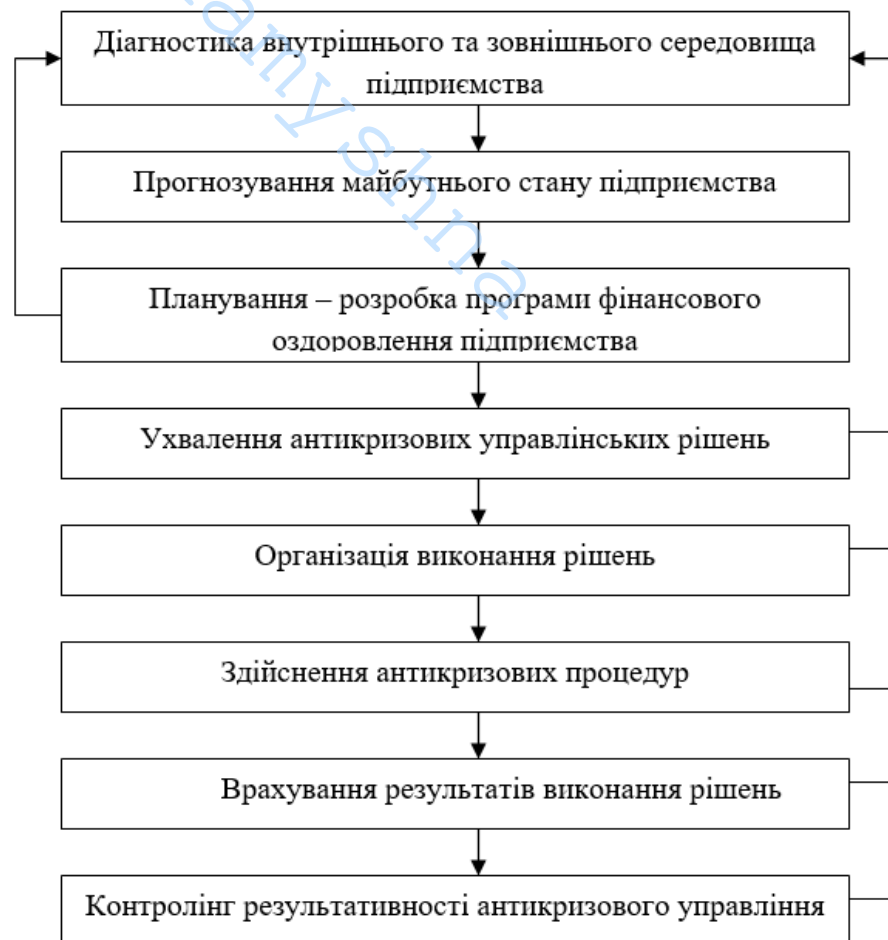 Діагностика внутрішнього та зовнішнього середовища
підприємства
Прогнозування майбутнього стану підприємства
Планування – розробка програми фінансового
оздоровлення підприємства
Ухвалення антикризових управлінських рішень
Організація виконання рішень
Здійснення антикризових процедур
Врахування результатів виконання рішень
Контролінг результативності антикризового управління